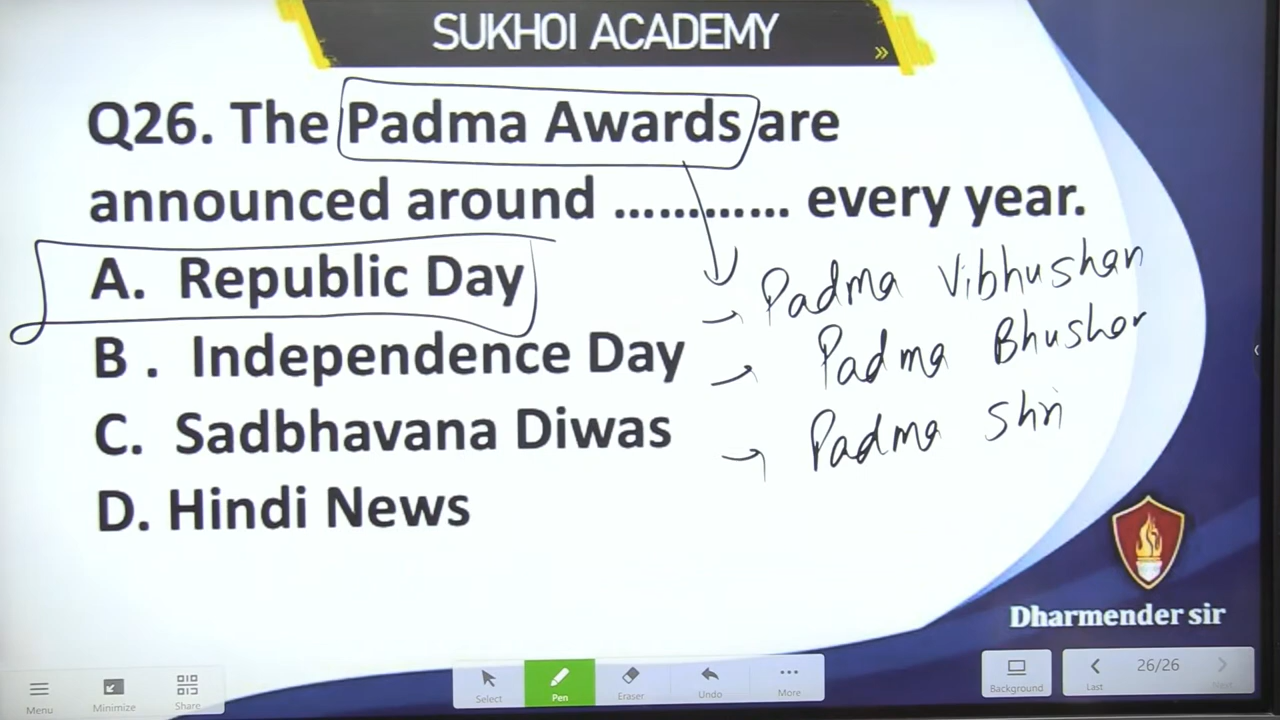 SUKHOI ACADEMY
Q26. The Padma Awards are
announced around ............. every year.
A. Republic Day
B . Independence Day
C. Sadbhavana Diwas
D. Hindi News
Padma Vibhushan
Padma Bhushan
Padma Shri
Dharmender sir
Menu
Minimize
Share
Select
Pen
Eraser
Undo
More
Background
Last
26/26
Next